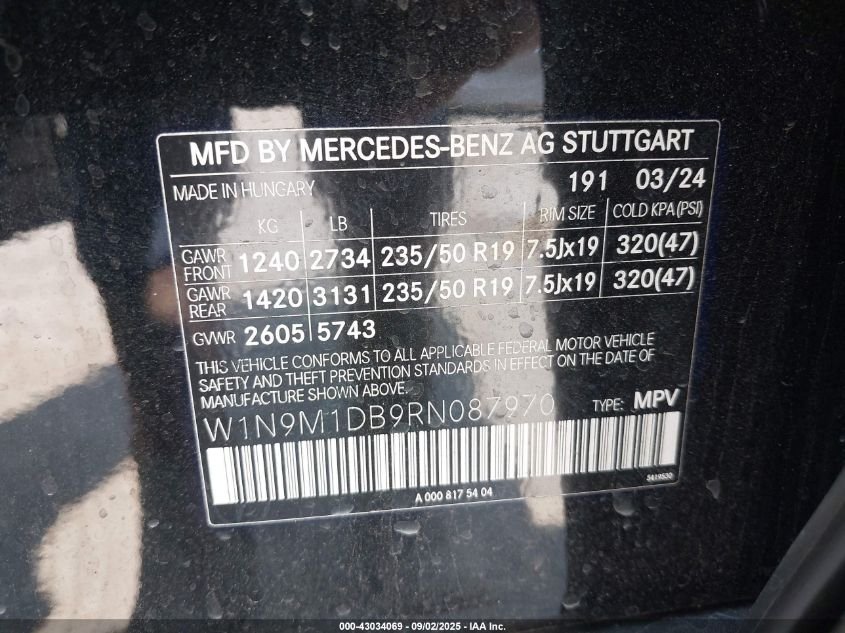 MFD BY MERCEDES-BENZ AG STUTTGART
MADE IN HUNGARY 191 03/24
KG LB TIRES RIM SIZE COLD KPA (PSI)
GAWR FRONT 1240 2734 235/50 R19 7.5Jx19 320(47)
GAWR REAR 1420 3131 235/50 R19 7.5Jx19 320(47)
GVWR 2605 5743
THIS VEHICLE CONFORMS TO ALL APPLICABLE FEDERAL MOTOR VEHICLE
SAFETY AND THEFT PREVENTION STANDARDS IN EFFECT ON THE DATE OF
MANUFACTURE SHOWN ABOVE.
W1N9M1DB9RN087970 TYPE: MPV
5419530
A 000 817 54 04
000-43034069 - 09/02/2025 - IAA Inc.